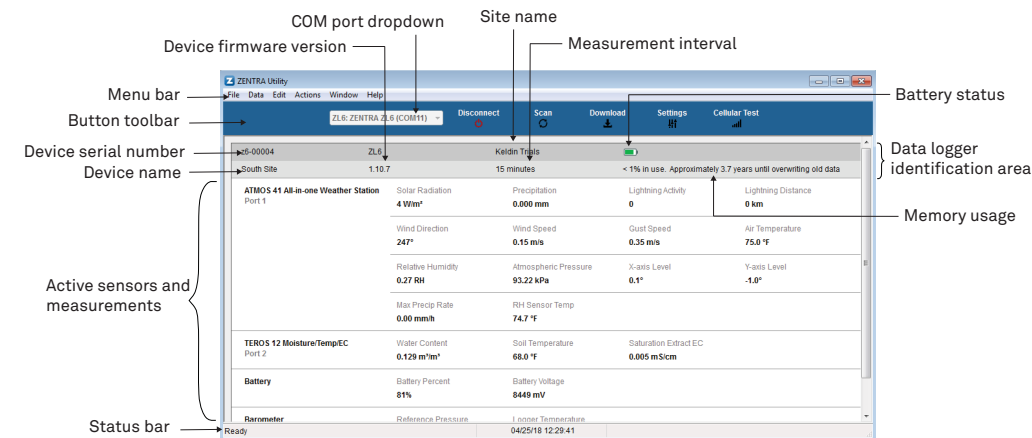 COM port dropdown
Site name
Device firmware version
Measurement interval
ZENTRA Utility
Menu bar
File Data Edit Actions Window Help
Battery status
Button toolbar
ZL6: ZENTRA ZL6 (COM11)
Disconnect
Scan
Download
Settings
Cellular Test
Device serial number
z6-00004 ZL6 Keldin Trials
Data logger
identification area
Device name
South Site 1.10.7 15 minutes < 1% in use. Approximately 3.7 years until overwriting old data
Memory usage
ATMOS 41 All-in-one Weather Station
Port 1
Solar Radiation Precipitation Lightning Activity Lightning Distance
4 W/m² 0.000 mm 0 0 km
Wind Direction Wind Speed Gust Speed Air Temperature
247° 0.15 m/s 0.35 m/s 75.0 °F
Relative Humidity Atmospheric Pressure X-axis Level Y-axis Level
0.27 RH 93.22 kPa 0.1° -1.0°
Active sensors and
measurements
Max Precip Rate RH Sensor Temp
0.00 mm/h 74.7 °F
TEROS 12 Moisture/Temp/EC
Port 2
Water Content Soil Temperature Saturation Extract EC
0.129 m³/m³ 68.0 °F 0.005 mS/cm
Battery
Battery Percent Battery Voltage
81% 8449 mV
Barometer Reference Pressure Logger Temperature
Status bar
Ready 04/25/18 12:29:41